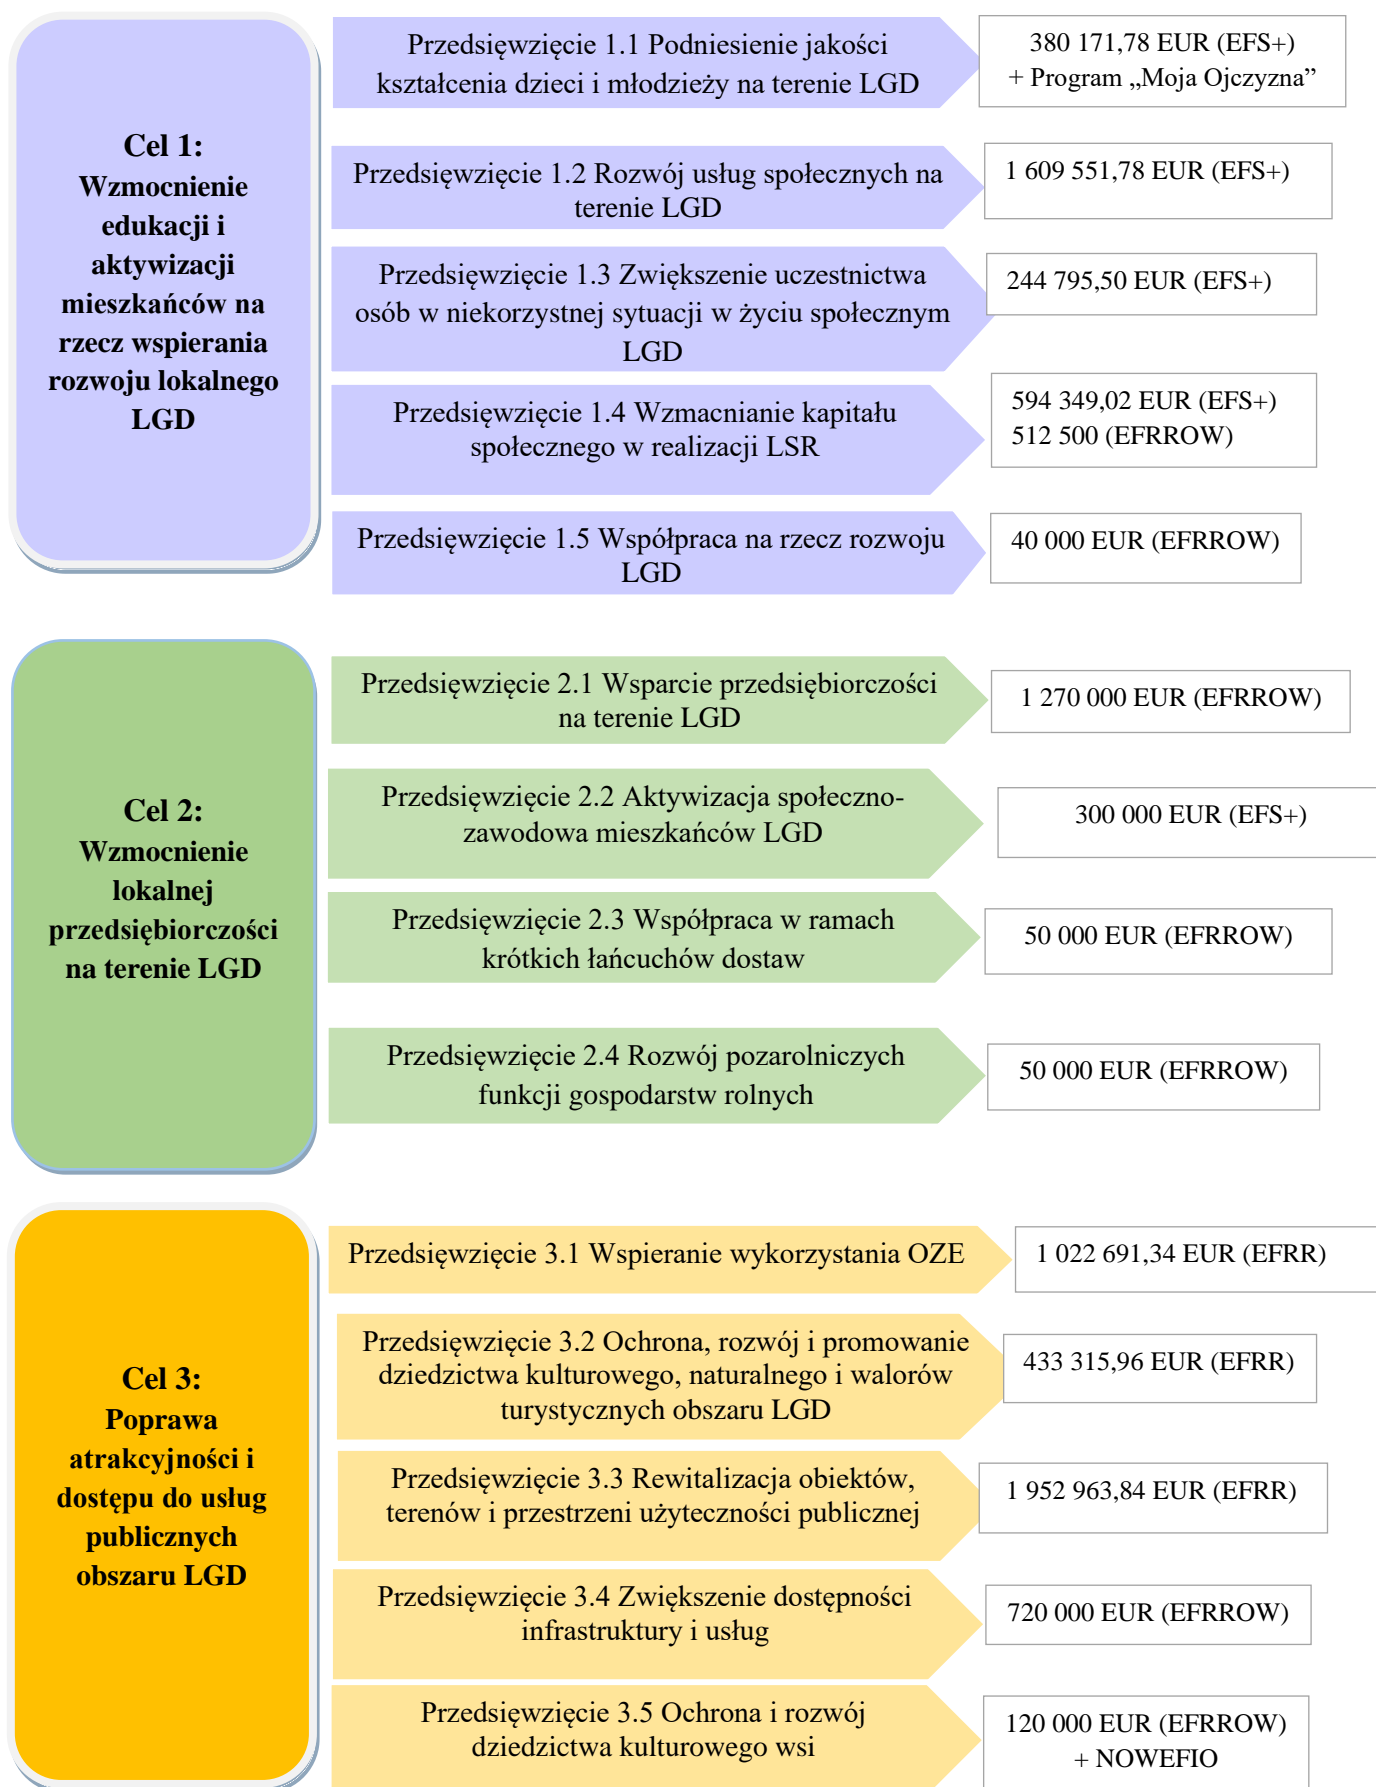 Cel 1:
Wzmocnienie
edukacji i
aktywizacji
mieszkańców na
rzecz wspierania
rozwoju lokalnego
LGD
Przedsięwzięcie 1.1 Podniesienie jakości
kształcenia dzieci i młodzieży na terenie LGD
380 171,78 EUR (EFS+)
+ Program „Moja Ojczyzna”
Przedsięwzięcie 1.2 Rozwój usług społecznych na
terenie LGD
1 609 551,78 EUR (EFS+)
Przedsięwzięcie 1.3 Zwiększenie uczestnictwa
osób w niekorzystnej sytuacji w życiu społecznym
LGD
244 795,50 EUR (EFS+)
Przedsięwzięcie 1.4 Wzmacnianie kapitału
społecznego w realizacji LSR
594 349,02 EUR (EFS+)
512 500 (EFRROW)
Przedsięwzięcie 1.5 Współpraca na rzecz rozwoju
LGD
40 000 EUR (EFRROW)
Cel 2:
Wzmocnienie
lokalnej
przedsiębiorczości
na terenie LGD
Przedsięwzięcie 2.1 Wsparcie przedsiębiorczości
na terenie LGD
1 270 000 EUR (EFRROW)
Przedsięwzięcie 2.2 Aktywizacja społeczno-
zawodowa mieszkańców LGD
300 000 EUR (EFS+)
Przedsięwzięcie 2.3 Współpraca w ramach
krótkich łańcuchów dostaw
50 000 EUR (EFRROW)
Przedsięwzięcie 2.4 Rozwój pozarolniczych
funkcji gospodarstw rolnych
50 000 EUR (EFRROW)
Cel 3:
Poprawa
atrakcyjności i
dostępu do usług
publicznych
obszaru LGD
Przedsięwzięcie 3.1 Wspieranie wykorzystania OZE
1 022 691,34 EUR (EFRR)
Przedsięwzięcie 3.2 Ochrona, rozwój i promowanie
dziedzictwa kulturowego, naturalnego i walorów
turystycznych obszaru LGD
433 315,96 EUR (EFRR)
Przedsięwzięcie 3.3 Rewitalizacja obiektów,
terenów i przestrzeni użyteczności publicznej
1 952 963,84 EUR (EFRR)
Przedsięwzięcie 3.4 Zwiększenie dostępności
infrastruktury i usług
720 000 EUR (EFRROW)
Przedsięwzięcie 3.5 Ochrona i rozwój
dziedzictwa kulturowego wsi
120 000 EUR (EFRROW)
+ NOWEFIO